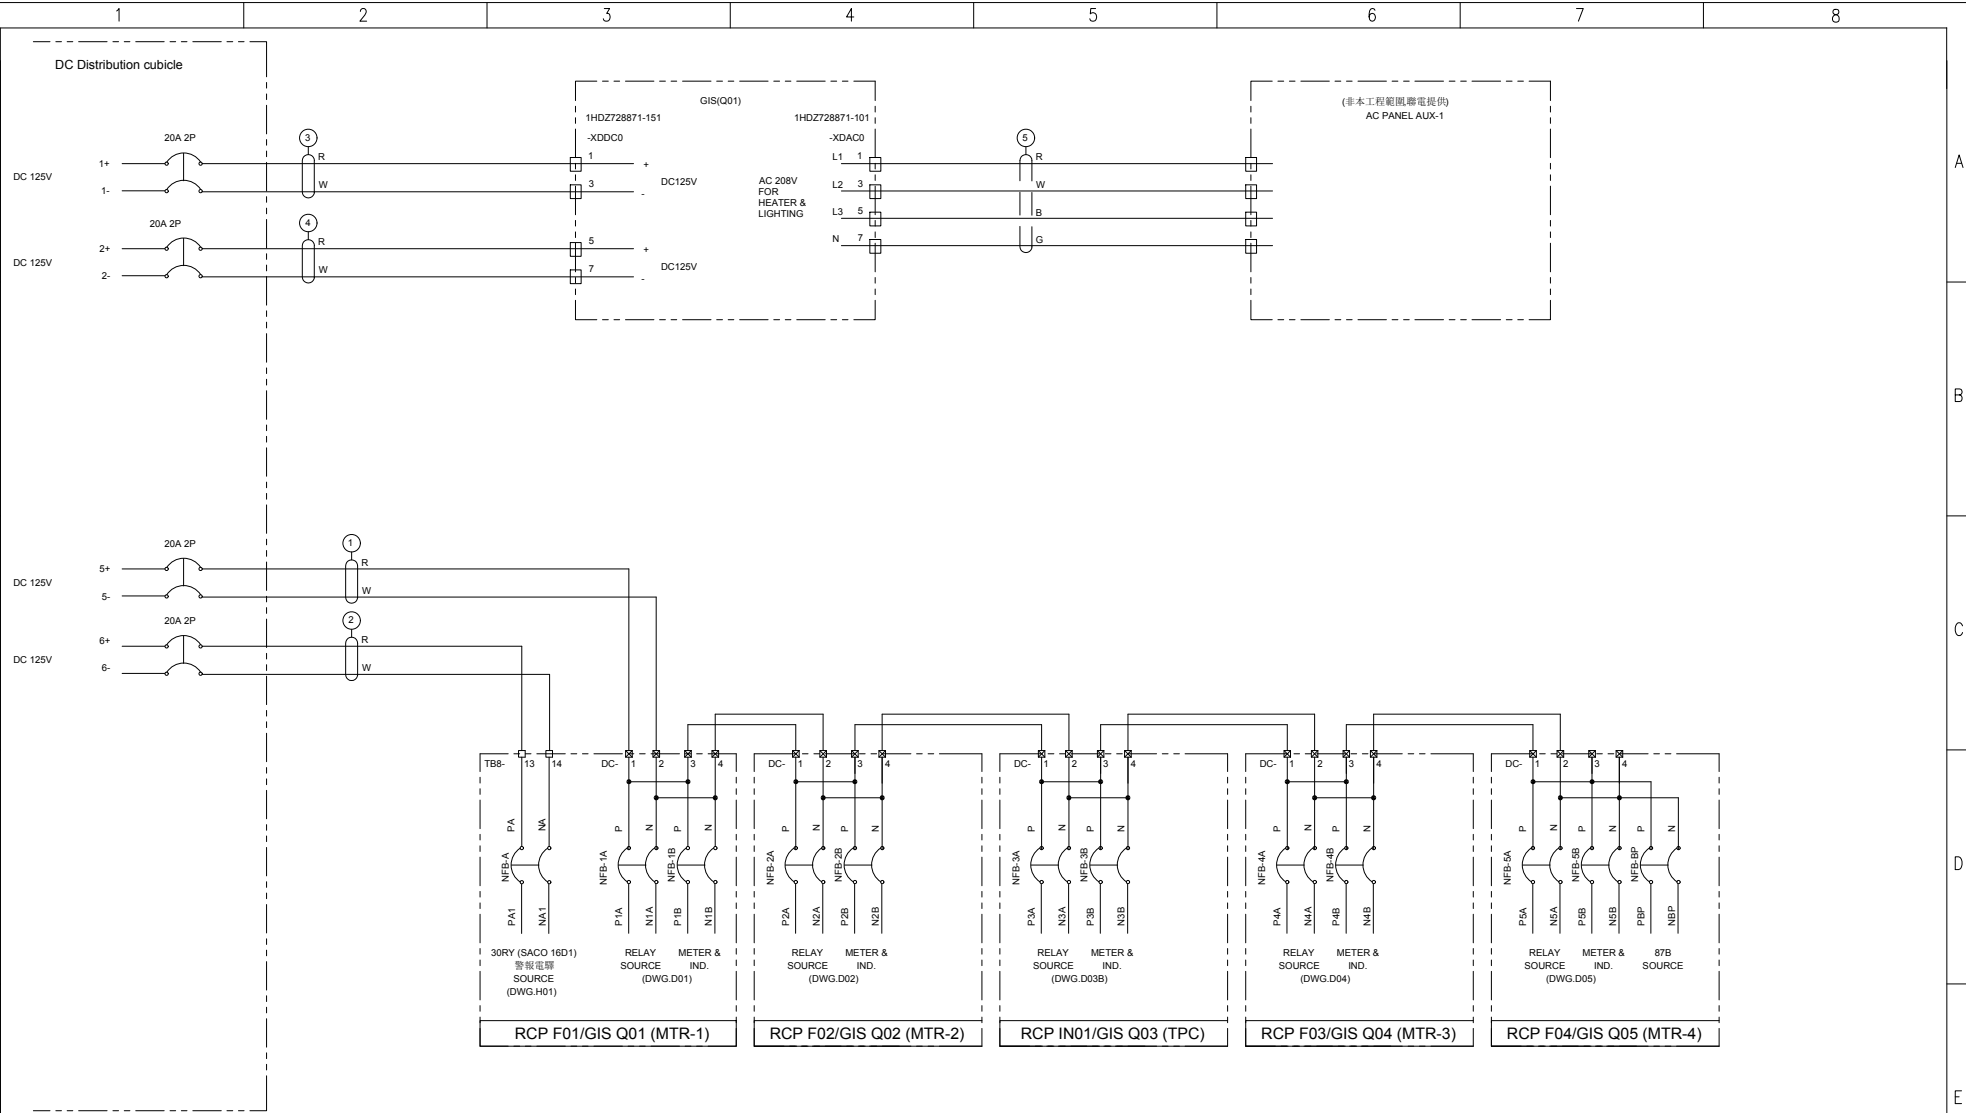 1 2 3 4 5 6 7 8
A
B
C
D
E
DC Distribution cubicle
DC 125V
1+
1-
20A 2P
3
R
W
DC 125V
2+
2-
20A 2P
4
R
W
GIS(Q01)
1HDZ728871-151
-XDDC0
1 +
3 -
DC125V
5 +
7 -
DC125V
1HDZ728871-101
-XDAC0
AC 208V
FOR
HEATER &
LIGHTING
L1 1
L2 3
L3 5
N 7
5
R
W
B
G
(非本工程範圍,聯電提供)
AC PANEL AUX-1
DC 125V
5+
5-
20A 2P
1
R
W
DC 125V
6+
6-
20A 2P
2
R
W
TB8- 13 14 DC- 1 2 3 4
PA NA P N P N
NFB-A NFB-1A NFB-1B
PA1 NA1 P1A N1A P1B N1B
30RY (SACO 16D1)
警報電驛
SOURCE
(DWG.H01)
RELAY
SOURCE
(DWG.D01)
METER &
IND.
RCP F01/GIS Q01 (MTR-1)
DC- 1 2 3 4
P N P N
NFB-2A NFB-2B
P2A N2A P2B N2B
RELAY
SOURCE
(DWG.D02)
METER &
IND.
RCP F02/GIS Q02 (MTR-2)
DC- 1 2 3 4
P N P N
NFB-3A NFB-3B
P3A N3A P3B N3B
RELAY
SOURCE
(DWG.D03B)
METER &
IND.
RCP IN01/GIS Q03 (TPC)
DC- 1 2 3 4
P N P N
NFB-4A NFB-4B
P4A N4A P4B N4B
RELAY
SOURCE
(DWG.D04)
METER &
IND.
RCP F03/GIS Q04 (MTR-3)
DC- 1 2 3 4
P N P N P N
NFB-5A NFB-5B NFB-BP
P5A N5A P5B N5B PBP NBP
RELAY
SOURCE
(DWG.D05)
METER &
IND.
87B
SOURCE
RCP F04/GIS Q05 (MTR-4)